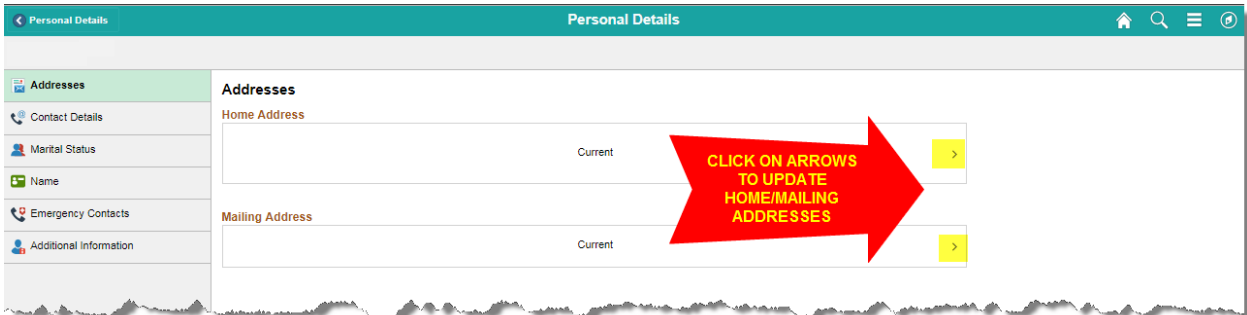 Personal Details
Personal Details
Addresses
Contact Details
Marital Status
Name
Emergency Contacts
Additional Information
Addresses
Home Address
Current
CLICK ON ARROWS
TO UPDATE
HOME/MAILING
ADDRESSES
Mailing Address
Current